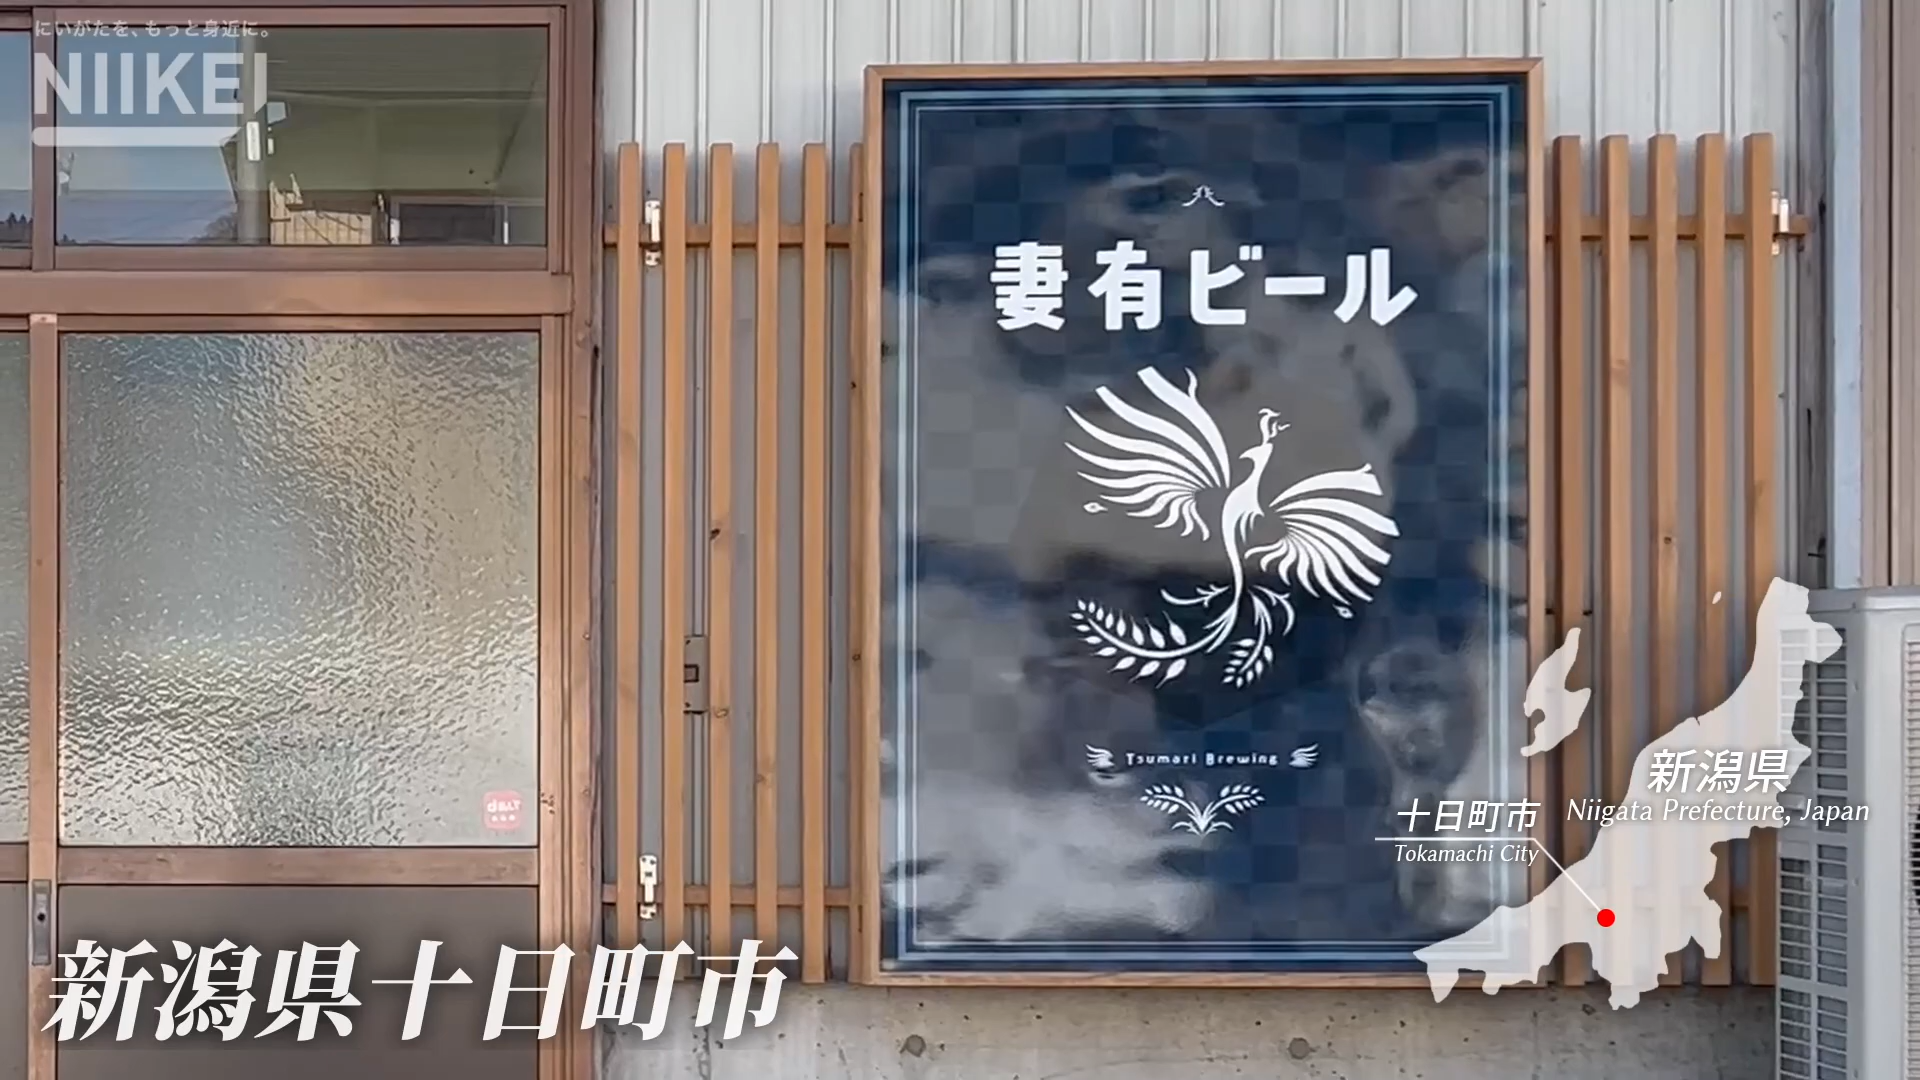 にいがたを、もっと身近に。
NIIKEI
妻有ビール
Tsumari Brewing
新潟県
Niigata Prefecture, Japan
十日町市
Tokamachi City
新潟県十日町市